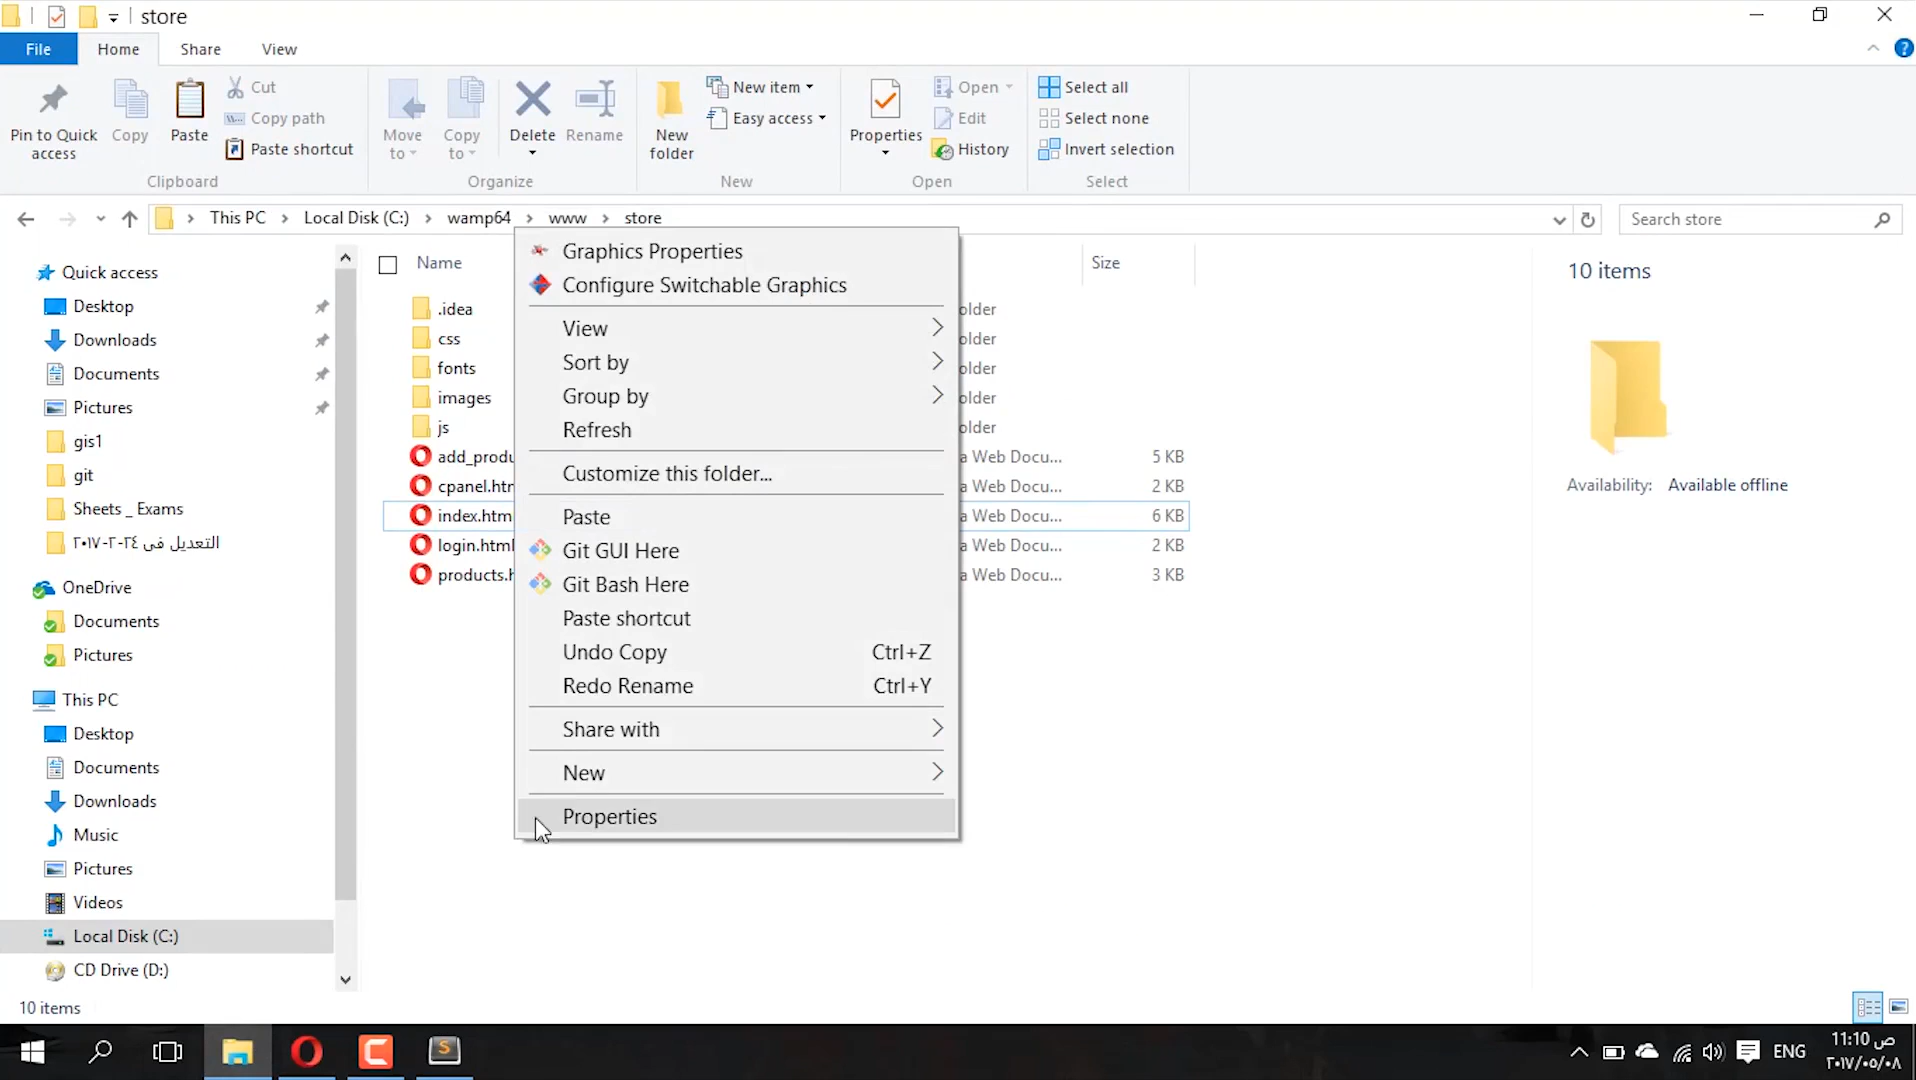 store
File
Home
Share
View
Pin to Quick access
Copy
Paste
Cut
Copy path
Paste shortcut
Clipboard
Move to
Copy to
Delete
Rename
Organize
New folder
New item
Easy access
New
Properties
Open
Edit
History
Open
Select all
Select none
Invert selection
Select
This PC
Local Disk (C:)
wamp64
www
store
Search store
Quick access
Desktop
Downloads
Documents
Pictures
gis1
git
Sheets _ Exams
التعديل فى ٢٤-٢-٢٠١٧
OneDrive
Documents
Pictures
This PC
Desktop
Documents
Downloads
Music
Pictures
Videos
Local Disk (C:)
CD Drive (D:)
10 items
Name
Size
.idea
older
css
older
fonts
older
images
older
js
older
add_produ
a Web Docu...
5 KB
cpanel.htm
a Web Docu...
2 KB
index.html
a Web Docu...
6 KB
login.html
a Web Docu...
2 KB
products.h
a Web Docu...
3 KB
Graphics Properties
Configure Switchable Graphics
View
Sort by
Group by
Refresh
Customize this folder...
Paste
Git GUI Here
Git Bash Here
Paste shortcut
Undo Copy Ctrl+Z
Redo Rename Ctrl+Y
Share with
New
Properties
10 items
Availability: Available offline
ENG
11:10 ص
٢٠١٧/٠٥/٠٨